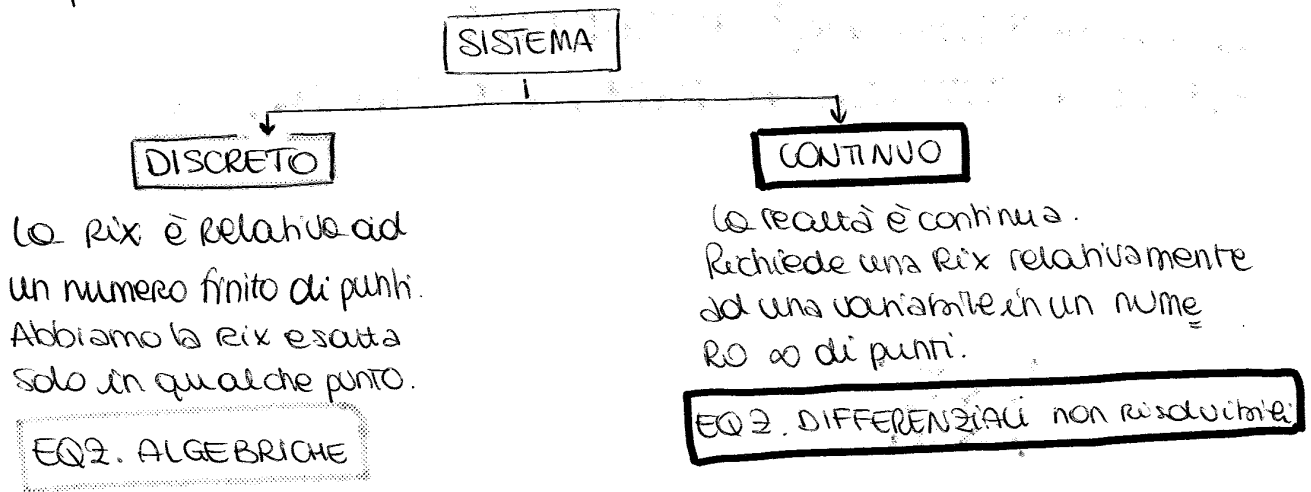 SISTEMA
DISCRETO
La Rix è Relativa ad
un numero finito di punti.
Abbiamo la Rix esatta
solo in qualche punto.
EQZ. ALGEBRICHE
CONTINUO
la realtà è continua.
Richiede una Rix relativamente
ad una variabile in un nume
RO ∞ di punti.
EQZ. DIFFERENZIALI non risolvibili